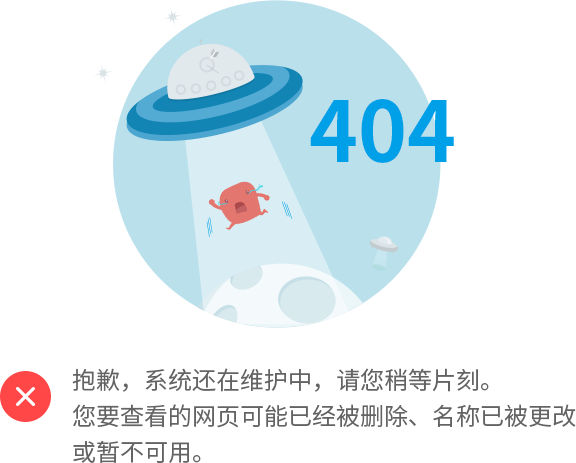 404
抱歉，系统还在维护中，请您稍等片刻。
您要查看的网页可能已经被删除、名称已被更改
或暂不可用。